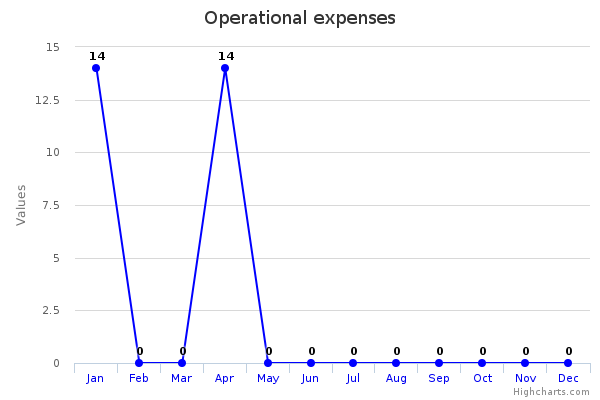 Operational expenses
Values
15
12.5
10
7.5
5
2.5
0
14
0
0
14
0
0
0
0
0
0
0
0
Jan
Feb
Mar
Apr
May
Jun
Jul
Aug
Sep
Oct
Nov
Dec
Highcharts.com